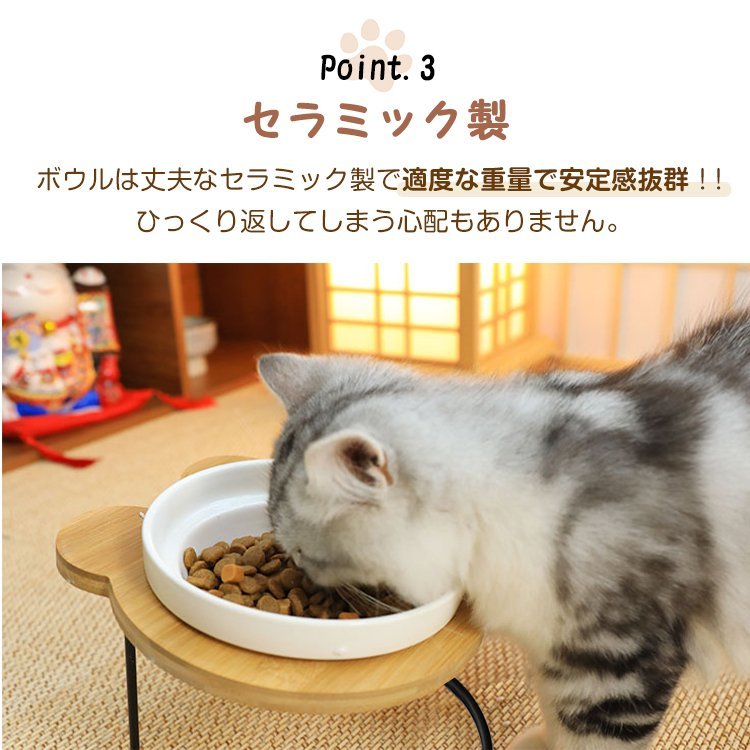 Point. 3
セラミック製
ボウルは丈夫なセラミック製で適度な重量で安定感抜群！！
ひっくり返してしまう心配もありません。